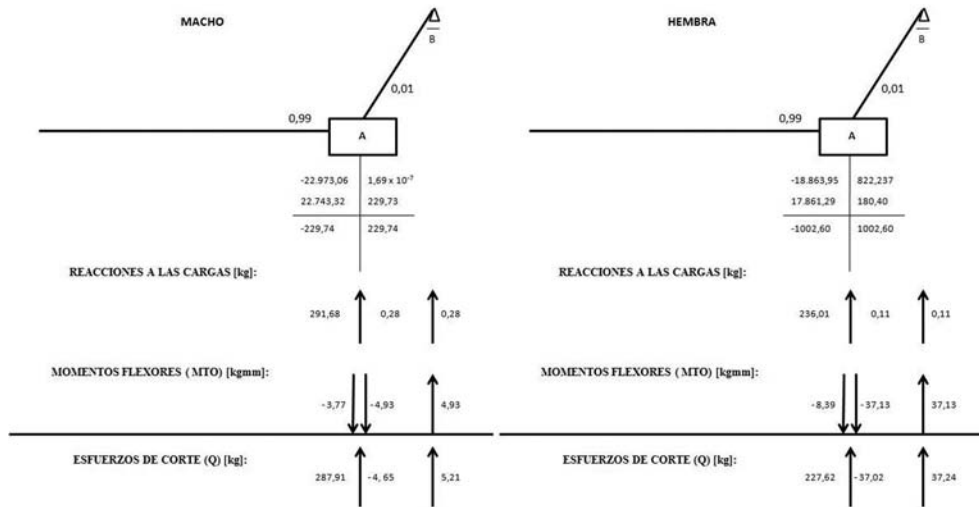 MACHO
B
0,01
0,99
A
-22.973,06 1,69 x 10⁻⁷
22.743,32 229,73
-229,74 229,74
REACCIONES A LAS CARGAS [kg]:
291,68 0,28 0,28
MOMENTOS FLEXORES ( MTO) [kgmm]:
-3,77 -4,93 4,93
ESFUERZOS DE CORTE (Q) [kg]:
287,91 -4, 65 5,21
HEMBRA
B
0,01
0,99
A
-18.863,95 822,237
17.861,29 180,40
-1002,60 1002,60
REACCIONES A LAS CARGAS [kg]:
236,01 0,11 0,11
MOMENTOS FLEXORES ( MTO) [kgmm]:
-8,39 -37,13 37,13
ESFUERZOS DE CORTE (Q) [kg]:
227,62 -37,02 37,24